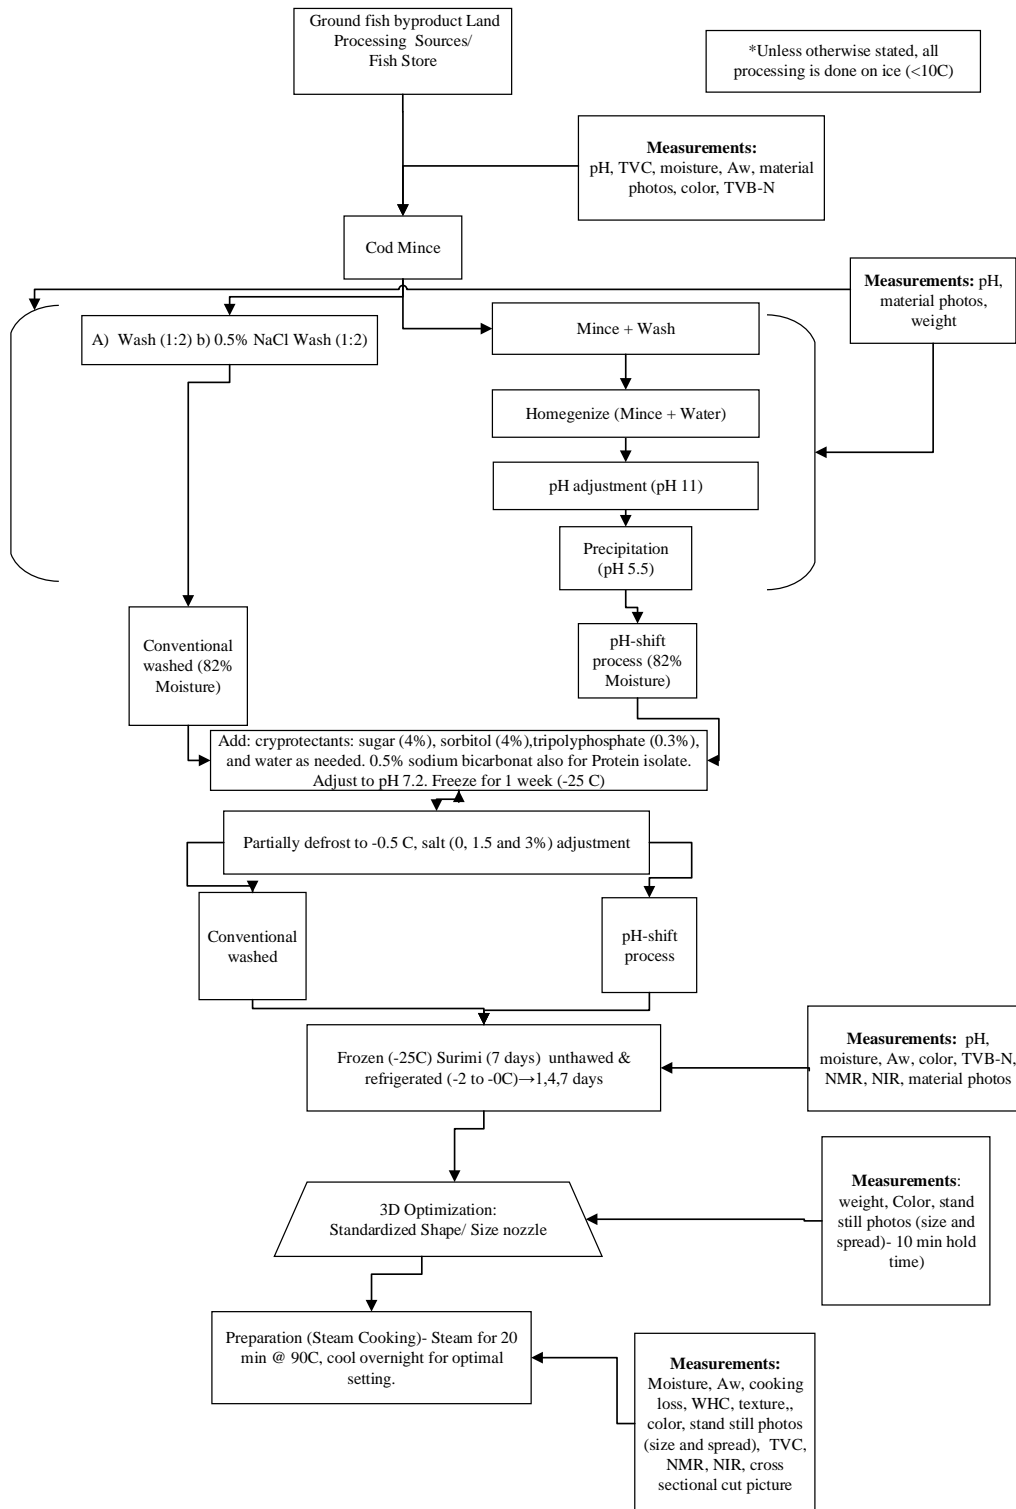 Ground fish byproduct Land
Processing Sources/
Fish Store
*Unless otherwise stated, all
processing is done on ice (<10C)
Measurements:
pH, TVC, moisture, Aw, material
photos, color, TVB-N
Cod Mince
Measurements: pH,
material photos,
weight
A) Wash (1:2) b) 0.5% NaCl Wash (1:2)
Mince + Wash
Homegenize (Mince + Water)
pH adjustment (pH 11)
Precipitation
(pH 5.5)
Conventional
washed (82%
Moisture)
pH-shift
process (82%
Moisture)
Add: cryprotectants: sugar (4%), sorbitol (4%),tripolyphosphate (0.3%),
and water as needed. 0.5% sodium bicarbonat also for Protein isolate.
Adjust to pH 7.2. Freeze for 1 week (-25 C)
Partially defrost to -0.5 C, salt (0, 1.5 and 3%) adjustment
Conventional
washed
pH-shift
process
Frozen (-25C) Surimi (7 days) unthawed &
refrigerated (-2 to -0C)→1,4,7 days
Measurements: pH,
moisture, Aw, color, TVB-N,
NMR, NIR, material photos
3D Optimization:
Standardized Shape/ Size nozzle
Measurements:
weight, Color, stand
still photos (size and
spread)- 10 min hold
time)
Preparation (Steam Cooking)- Steam for 20
min @ 90C, cool overnight for optimal
setting.
Measurements:
Moisture, Aw, cooking
loss, WHC, texture,,
color, stand still photos
(size and spread), TVC,
NMR, NIR, cross
sectional cut picture